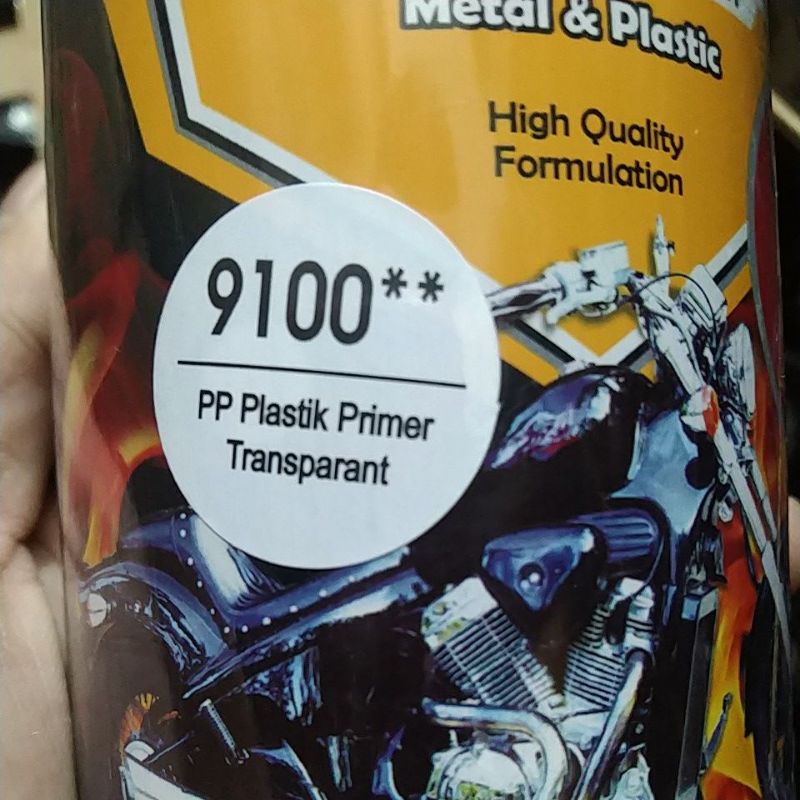 Metal & Plastic
High Quality
Formulation
9100**
PP Plastik Primer
Transparant